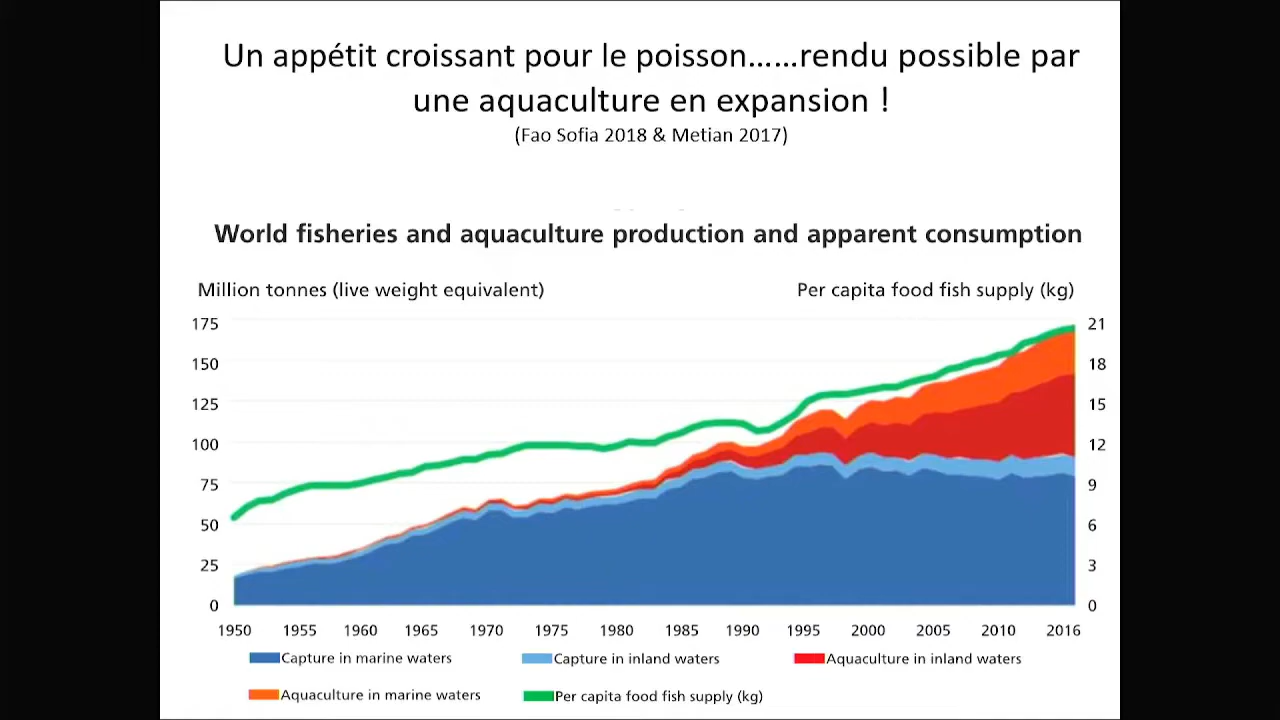 Un appétit croissant pour le poisson……rendu possible par
une aquaculture en expansion !
(Fao Sofia 2018 & Metian 2017)
World fisheries and aquaculture production and apparent consumption
Million tonnes (live weight equivalent) Per capita food fish supply (kg)
175 21
150 18
125 15
100 12
75 9
50 6
25 3
0 0
1950 1955 1960 1965 1970 1975 1980 1985 1990 1995 2000 2005 2010 2016
Capture in marine waters Capture in inland waters Aquaculture in inland waters
Aquaculture in marine waters Per capita food fish supply (kg)